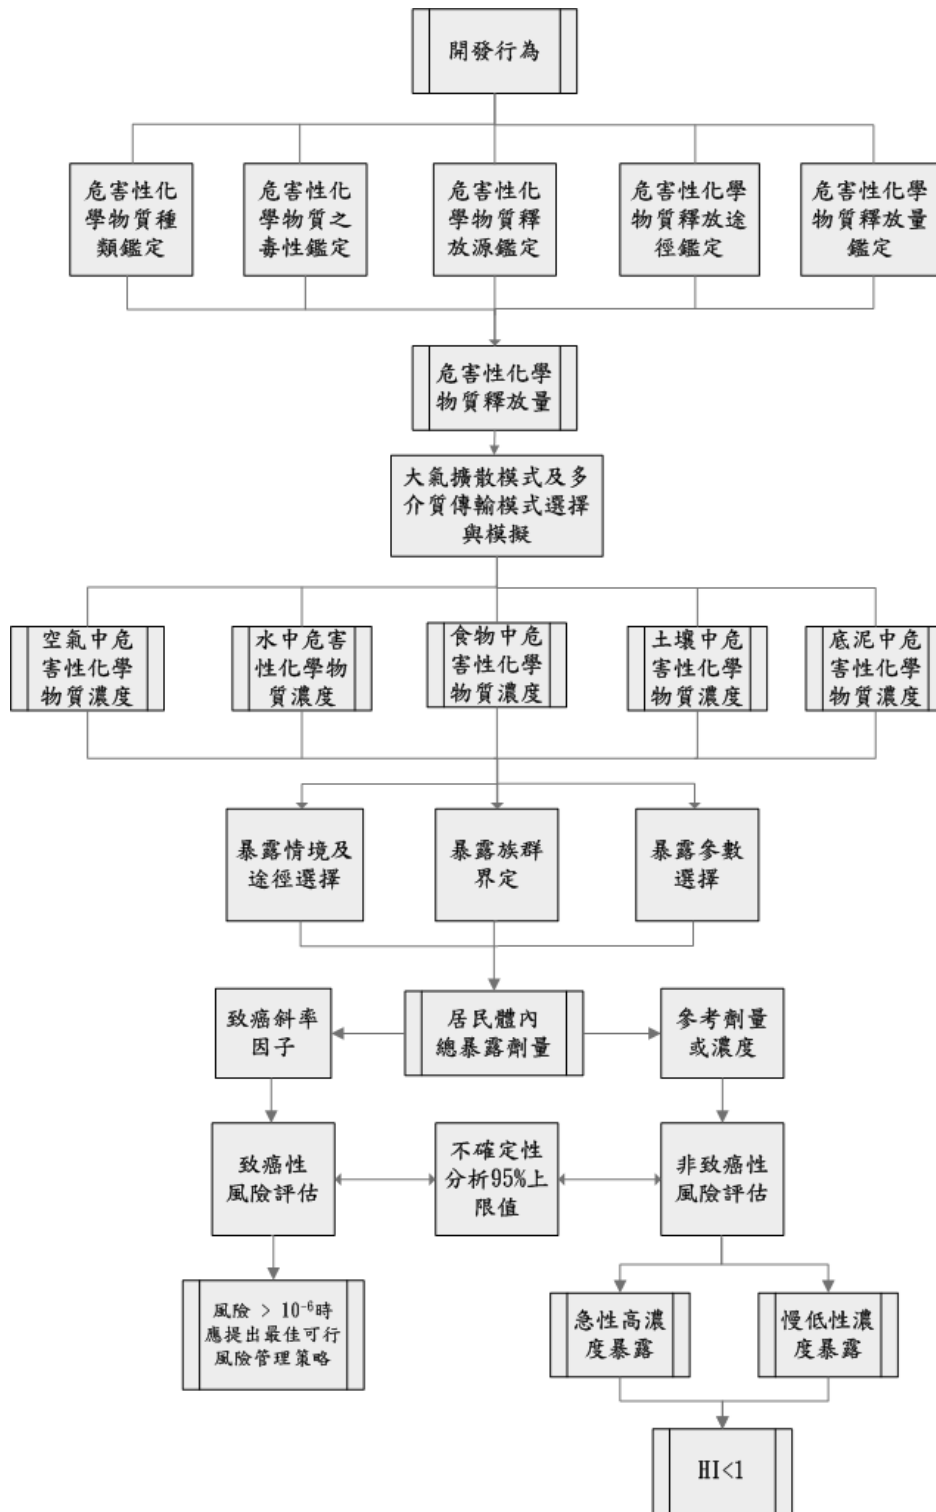 開發行為
危害性化
學物質種
類鑑定
危害性化
學物質之
毒性鑑定
危害性化
學物質釋
放源鑑定
危害性化學
物質釋放途
徑鑑定
危害性化學
物質釋放量
鑑定
危害性化學
物質釋放量
大氣擴散模式及多
介質傳輸模式選擇
與模擬
空氣中危
害性化學
物質濃度
水中危害
性化學物
質濃度
食物中危
害性化學
物質濃度
土壤中危
害性化學
物質濃度
底泥中危
害性化學
物質濃度
暴露情境及
途徑選擇
暴露族群
界定
暴露參數
選擇
致癌斜率
因子
居民體內
總暴露劑量
參考劑量
或濃度
致癌性
風險評估
不確定性
分析95%上
限值
非致癌性
風險評估
風險 > 10⁻⁶時
應提出最佳可行
風險管理策略
急性高濃
度暴露
慢低性濃
度暴露
HI<1